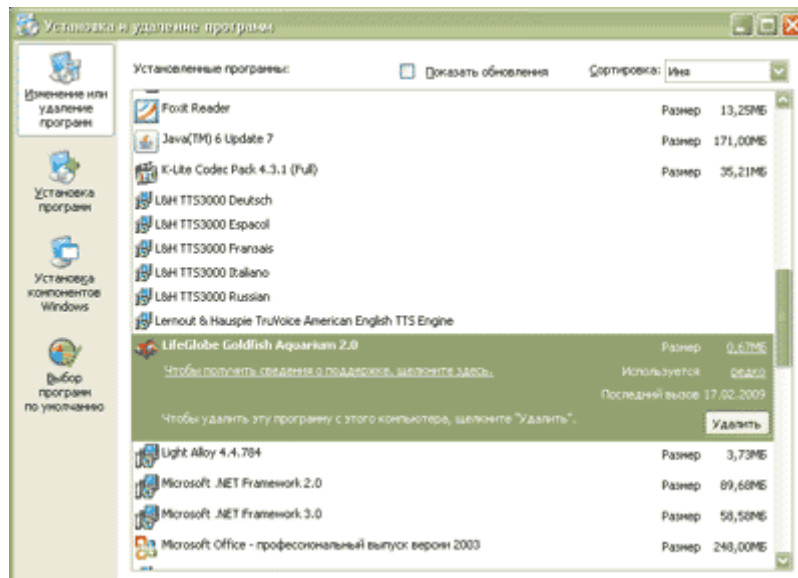 Установка и удаление программ
Изменение или
удаление
программ
Установка
программ
Установка
компонентов
Windows
Выбор
программ
по умолчанию
Установленные программы:
Показать обновления
Сортировка: Имя
Foxit Reader Размер 13,25МБ
Java(TM) 6 Update 7 Размер 171,00МБ
K-Lite Codec Pack 4.3.1 (Full) Размер 35,21МБ
L&H TTS3000 Deutsch
L&H TTS3000 Espacol
L&H TTS3000 Fransais
L&H TTS3000 Italiano
L&H TTS3000 Russian
Lernout & Hauspie TruVoice American English TTS Engine
LifeGlobe Goldfish Aquarium 2.0 Размер 0,67МБ
Чтобы получить сведения о поддержке, щелкните здесь. Используется редко
Последний вызов 17.02.2009
Чтобы удалить эту программу с этого компьютера, щелкните "Удалить". Удалить
Light Alloy 4.4.784 Размер 3,73МБ
Microsoft .NET Framework 2.0 Размер 89,68МБ
Microsoft .NET Framework 3.0 Размер 58,58МБ
Microsoft Office - профессиональный выпуск версии 2003 Размер 248,00МБ